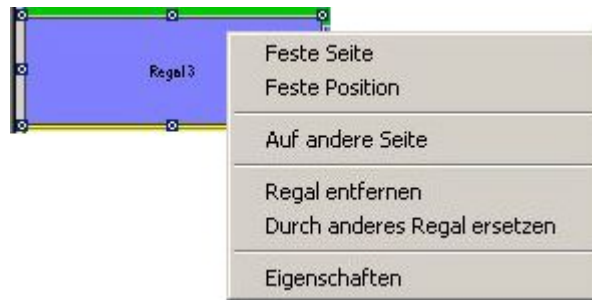 Regal 3
Feste Seite
Feste Position
Auf andere Seite
Regal entfernen
Durch anderes Regal ersetzen
Eigenschaften